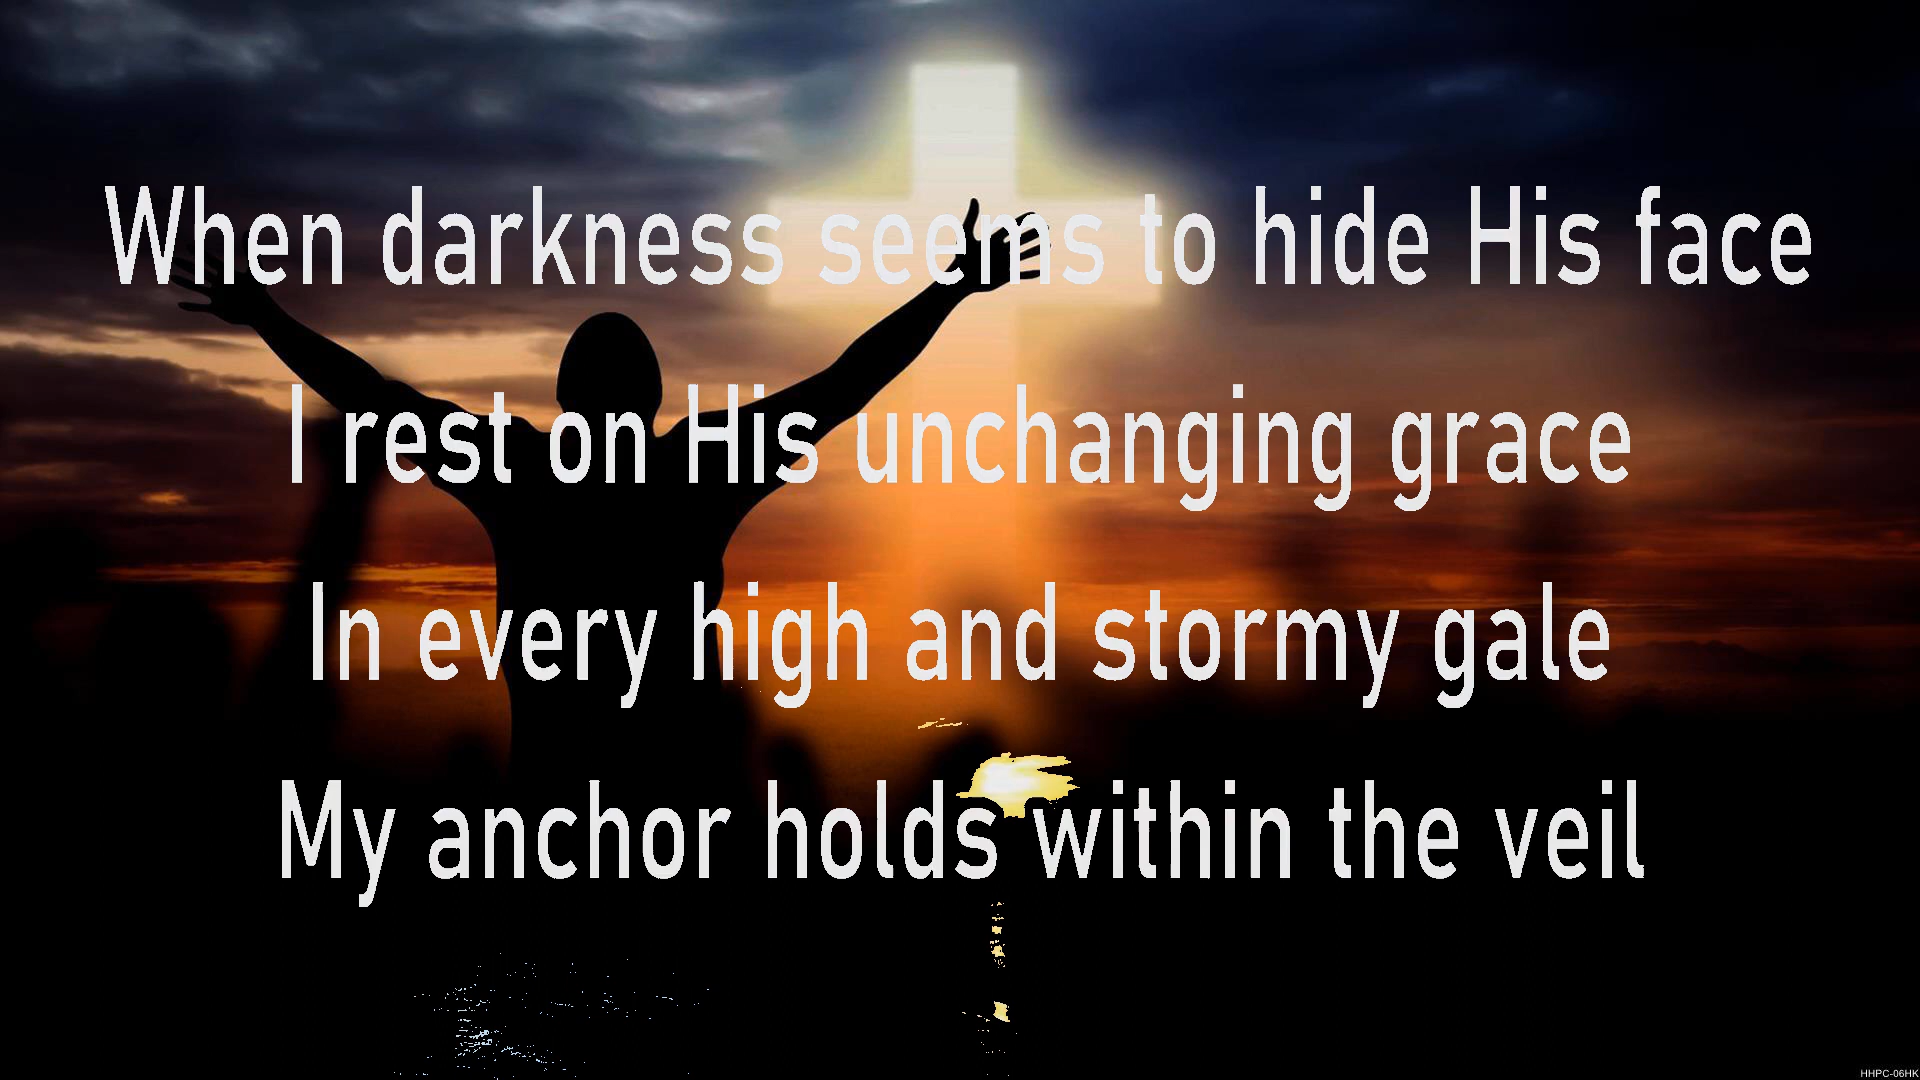 When darkness seems to hide His face
I rest on His unchanging grace
In every high and stormy gale
My anchor holds within the veil
HHPC-06HK